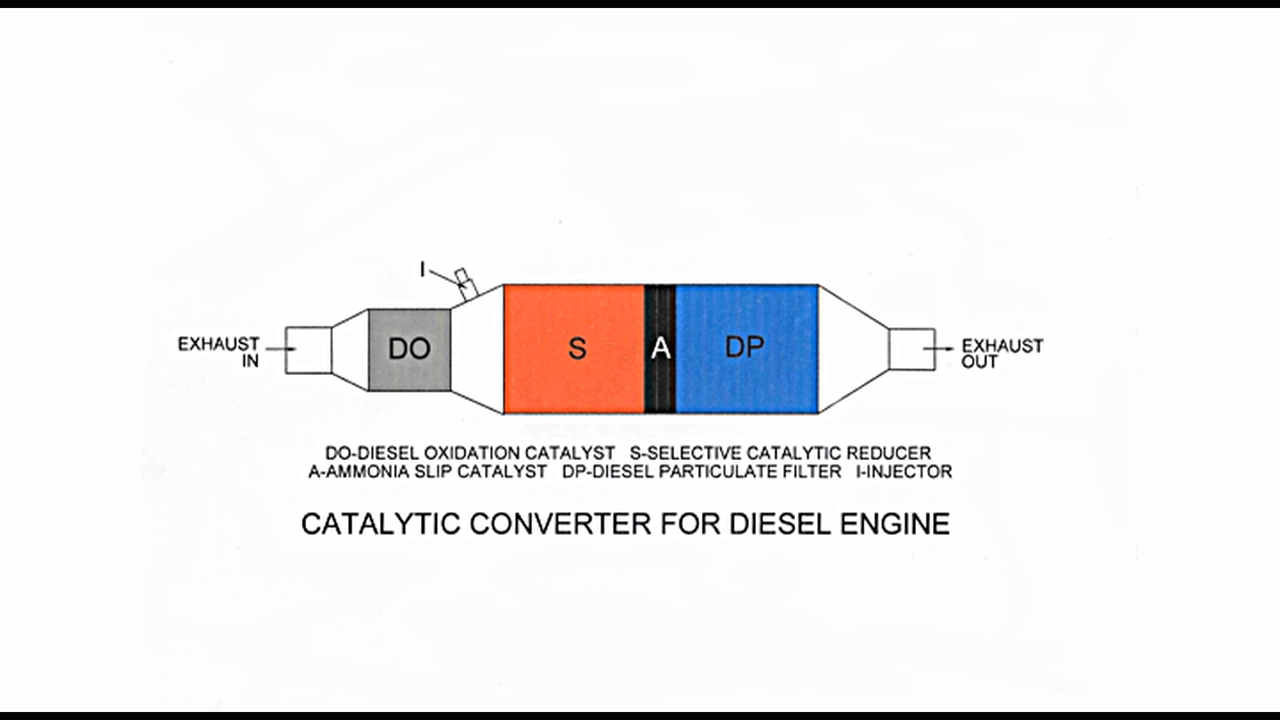 I
EXHAUST
IN
DO
S
A
DP
EXHAUST
OUT
DO-DIESEL OXIDATION CATALYST S-SELECTIVE CATALYTIC REDUCER
A-AMMONIA SLIP CATALYST DP-DIESEL PARTICULATE FILTER I-INJECTOR
CATALYTIC CONVERTER FOR DIESEL ENGINE